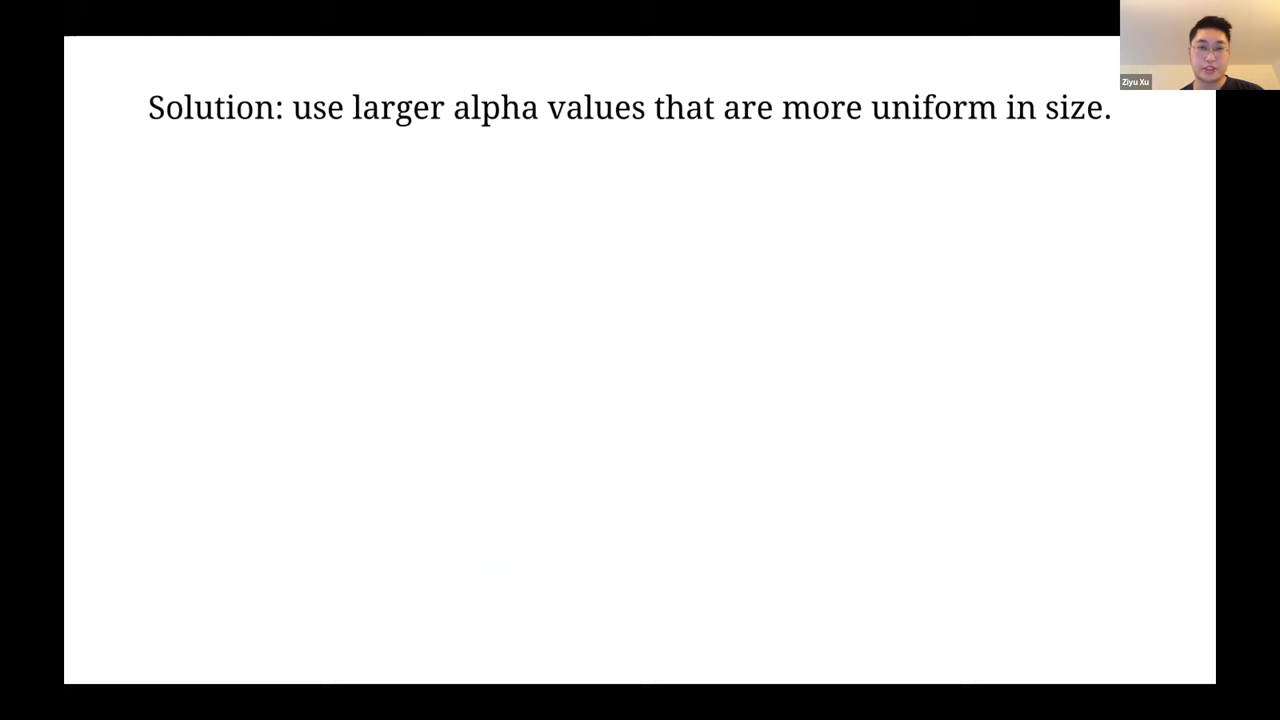 Solution: use larger alpha values that are more uniform in size.
Ziyu Xu